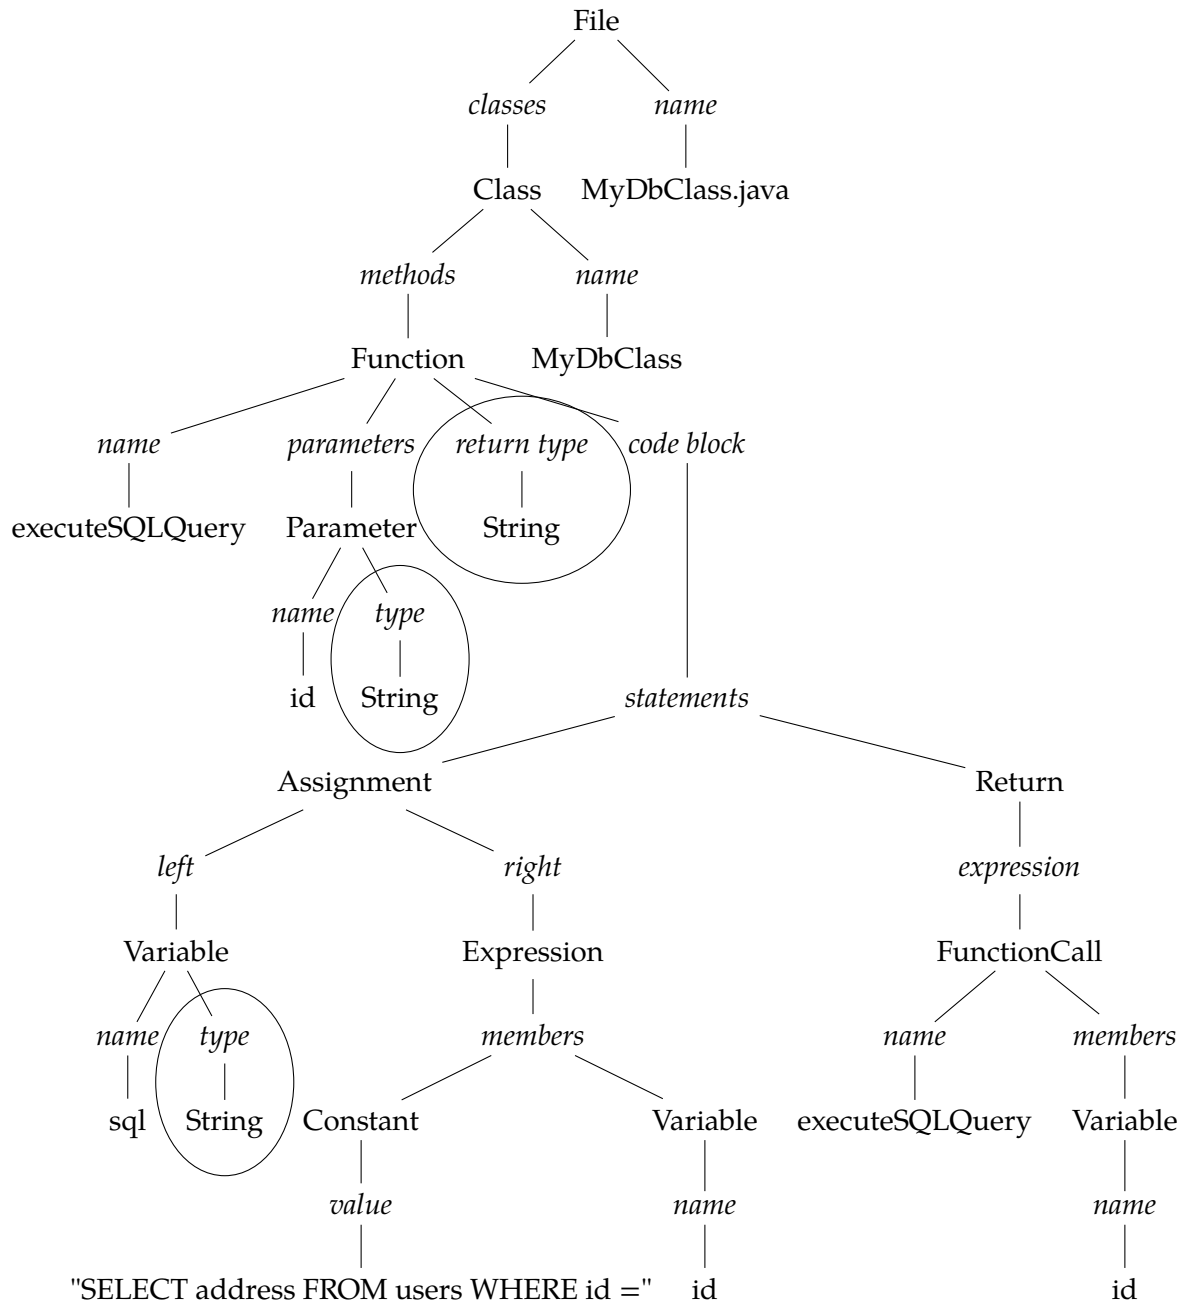 File
classes name
Class MyDbClass.java
methods name
Function MyDbClass
name parameters return type code block
executeSQLQuery Parameter String
name type
id String statements
Assignment Return
left right expression
Variable Expression FunctionCall
name type members name members
sql String Constant Variable executeSQLQuery Variable
value name name
"SELECT address FROM users WHERE id =" id id